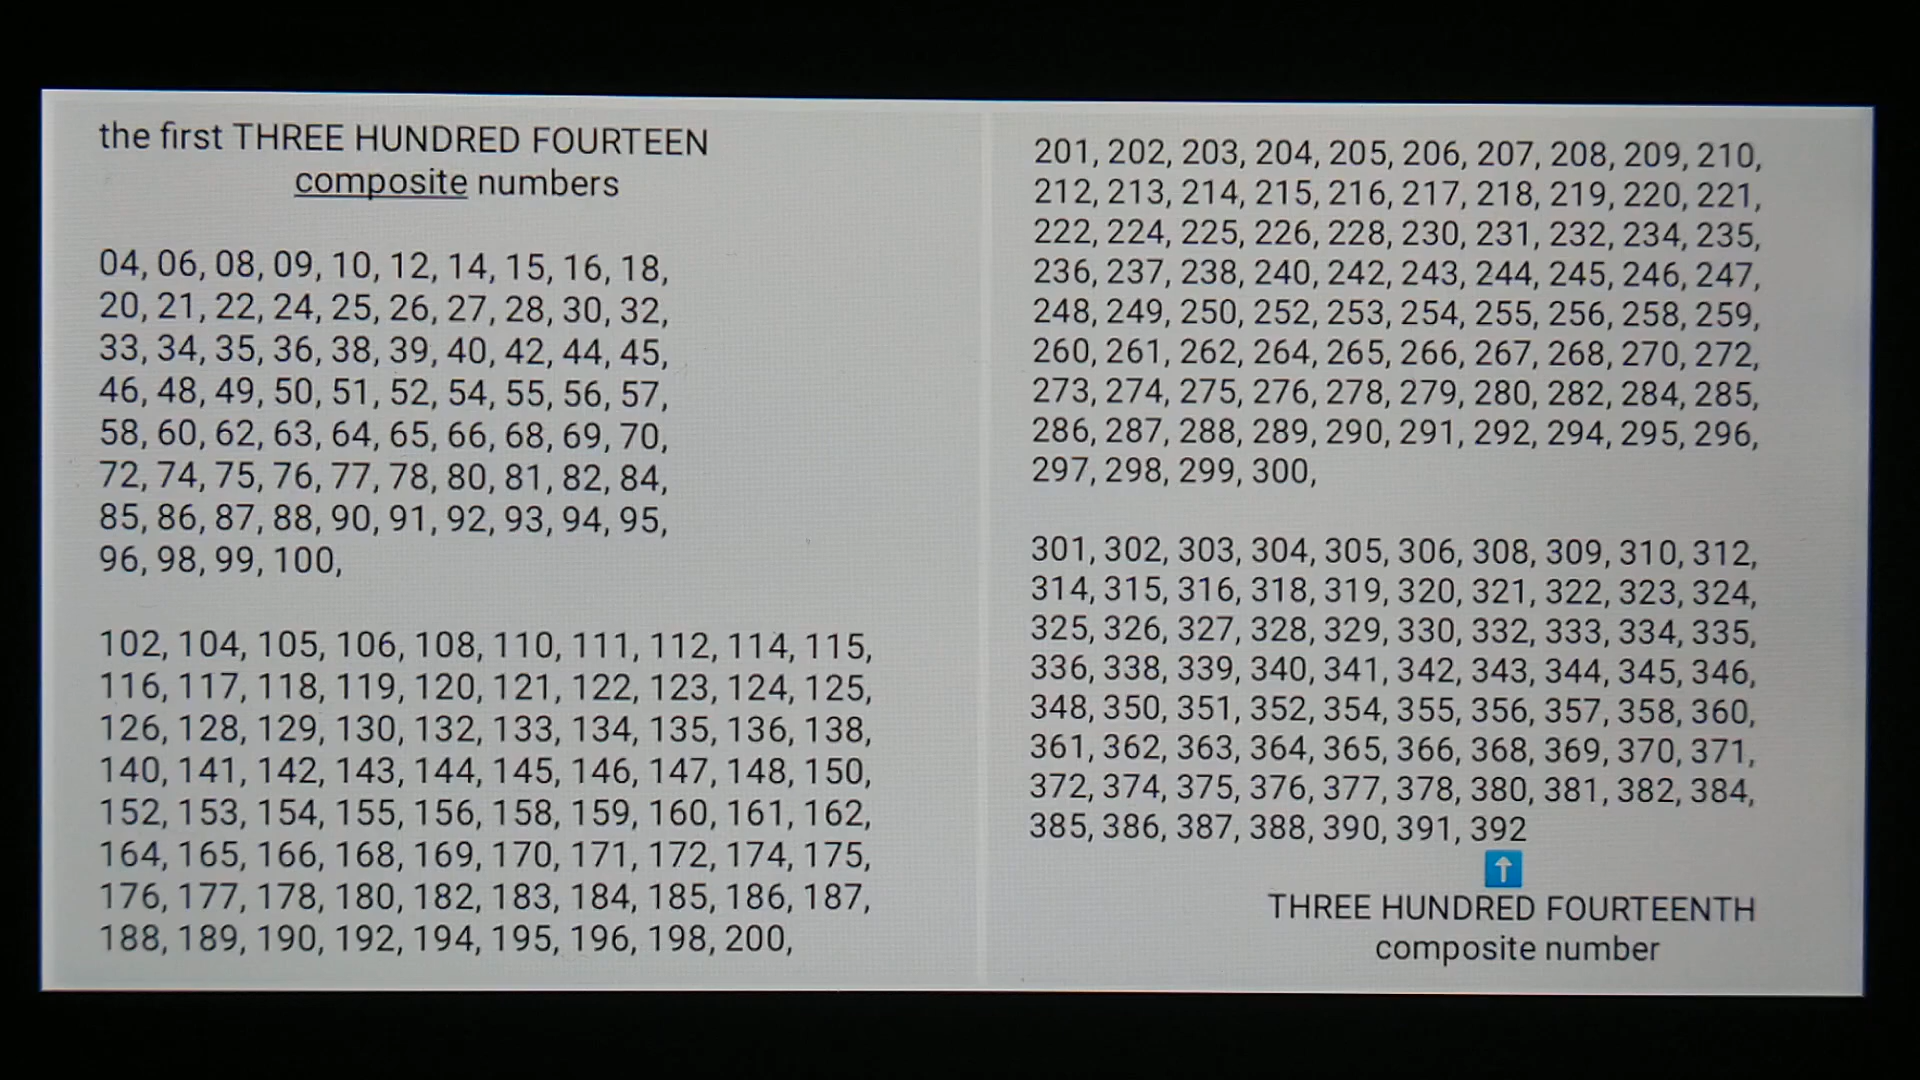 the first THREE HUNDRED FOURTEEN
composite numbers
04, 06, 08, 09, 10, 12, 14, 15, 16, 18,
20, 21, 22, 24, 25, 26, 27, 28, 30, 32,
33, 34, 35, 36, 38, 39, 40, 42, 44, 45,
46, 48, 49, 50, 51, 52, 54, 55, 56, 57,
58, 60, 62, 63, 64, 65, 66, 68, 69, 70,
72, 74, 75, 76, 77, 78, 80, 81, 82, 84,
85, 86, 87, 88, 90, 91, 92, 93, 94, 95,
96, 98, 99, 100,
102, 104, 105, 106, 108, 110, 111, 112, 114, 115,
116, 117, 118, 119, 120, 121, 122, 123, 124, 125,
126, 128, 129, 130, 132, 133, 134, 135, 136, 138,
140, 141, 142, 143, 144, 145, 146, 147, 148, 150,
152, 153, 154, 155, 156, 158, 159, 160, 161, 162,
164, 165, 166, 168, 169, 170, 171, 172, 174, 175,
176, 177, 178, 180, 182, 183, 184, 185, 186, 187,
188, 189, 190, 192, 194, 195, 196, 198, 200,
201, 202, 203, 204, 205, 206, 207, 208, 209, 210,
212, 213, 214, 215, 216, 217, 218, 219, 220, 221,
222, 224, 225, 226, 228, 230, 231, 232, 234, 235,
236, 237, 238, 240, 242, 243, 244, 245, 246, 247,
248, 249, 250, 252, 253, 254, 255, 256, 258, 259,
260, 261, 262, 264, 265, 266, 267, 268, 270, 272,
273, 274, 275, 276, 278, 279, 280, 282, 284, 285,
286, 287, 288, 289, 290, 291, 292, 294, 295, 296,
297, 298, 299, 300,
301, 302, 303, 304, 305, 306, 308, 309, 310, 312,
314, 315, 316, 318, 319, 320, 321, 322, 323, 324,
325, 326, 327, 328, 329, 330, 332, 333, 334, 335,
336, 338, 339, 340, 341, 342, 343, 344, 345, 346,
348, 350, 351, 352, 354, 355, 356, 357, 358, 360,
361, 362, 363, 364, 365, 366, 368, 369, 370, 371,
372, 374, 375, 376, 377, 378, 380, 381, 382, 384,
385, 386, 387, 388, 390, 391, 392
⬆️
THREE HUNDRED FOURTEENTH
composite number